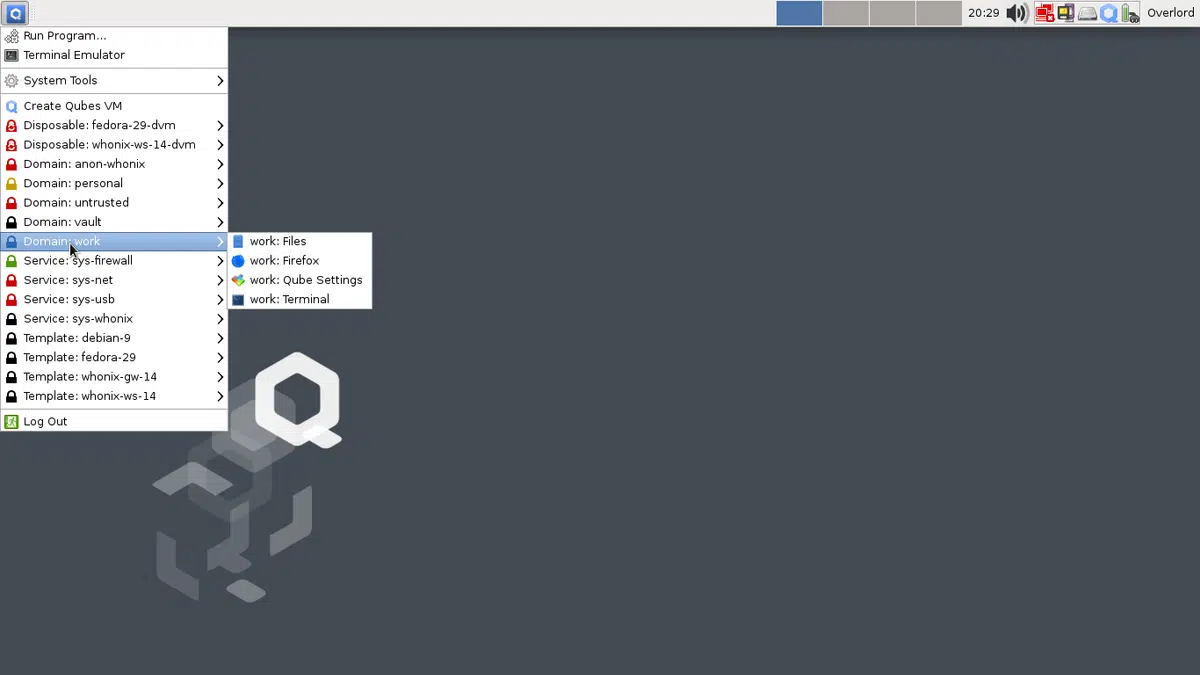 20:29 Overlord
Run Program...
Terminal Emulator
System Tools
Create Qubes VM
Disposable: fedora-29-dvm
Disposable: whonix-ws-14-dvm
Domain: anon-whonix
Domain: personal
Domain: untrusted
Domain: vault
Domain: work
work: Files
work: Firefox
work: Qube Settings
work: Terminal
Service: sys-firewall
Service: sys-net
Service: sys-usb
Service: sys-whonix
Template: debian-9
Template: fedora-29
Template: whonix-gw-14
Template: whonix-ws-14
Log Out